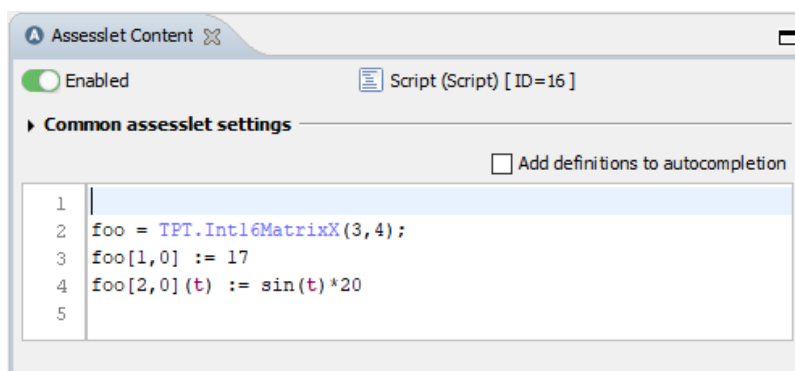 Assesslet Content
Enabled
Script (Script) [ ID=16 ]
Common assesslet settings
Add definitions to autocompletion
1
2 foo = TPT.Int16MatrixX(3,4);
3 foo[1,0] := 17
4 foo[2,0](t) := sin(t)*20
5